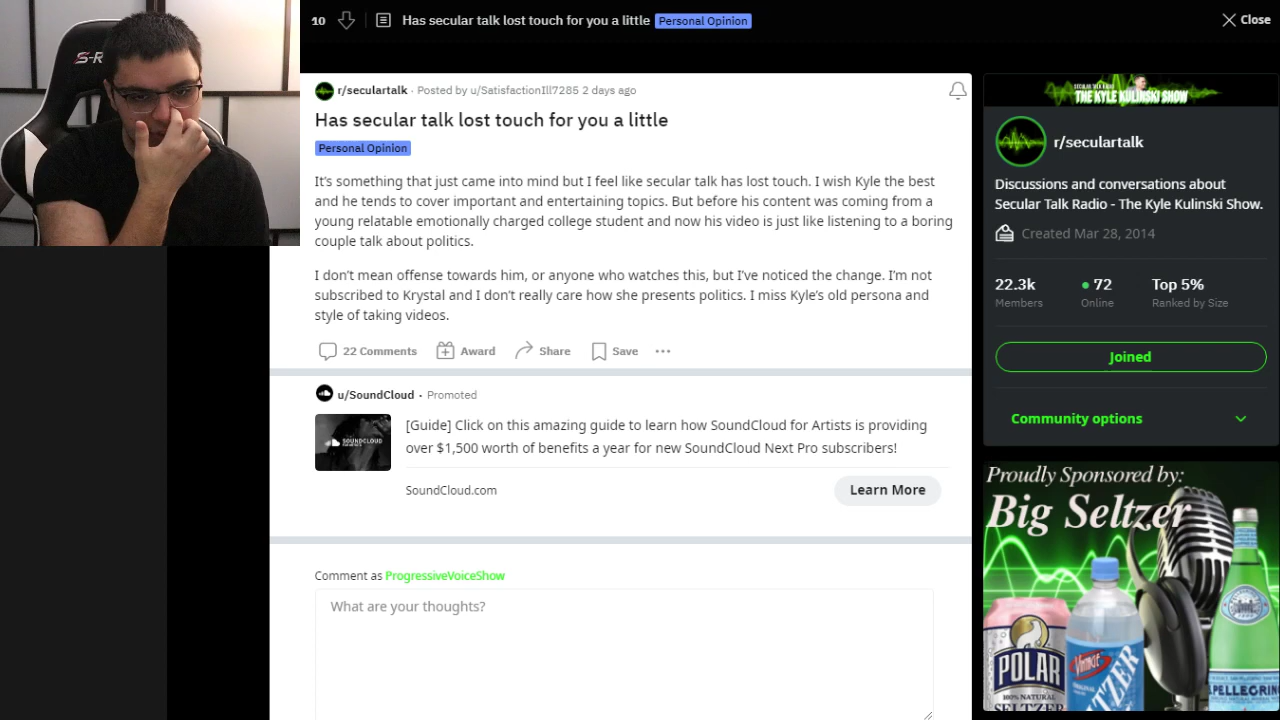 S-R
10
Has secular talk lost touch for you a little Personal Opinion
Close
r/seculartalk · Posted by u/SatisfactionIll7285 2 days ago
Has secular talk lost touch for you a little
Personal Opinion
It's something that just came into mind but I feel like secular talk has lost touch. I wish Kyle the best
and he tends to cover important and entertaining topics. But before his content was coming from a
young relatable emotionally charged college student and now his video is just like listening to a boring
couple talk about politics.
I don't mean offense towards him, or anyone who watches this, but I've noticed the change. I'm not
subscribed to Krystal and I don't really care how she presents politics. I miss Kyle's old persona and
style of taking videos.
22 Comments Award Share Save
u/SoundCloud · Promoted
[Guide] Click on this amazing guide to learn how SoundCloud for Artists is providing
over $1,500 worth of benefits a year for new SoundCloud Next Pro subscribers!
SOUNDCLOUD
SoundCloud.com
Learn More
Comment as ProgressiveVoiceShow
What are your thoughts?
SECULAR TALK RADIO
THE KYLE KULINSKI SHOW
r/seculartalk
Discussions and conversations about
Secular Talk Radio - The Kyle Kulinski Show.
Created Mar 28, 2014
22.3k 72 Top 5%
Members Online Ranked by Size
Joined
Community options
Proudly Sponsored by:
Big Seltzer
POLAR
100% NATURAL
SELTZER
Vintage
SELTZER
S.PELLEGRINO